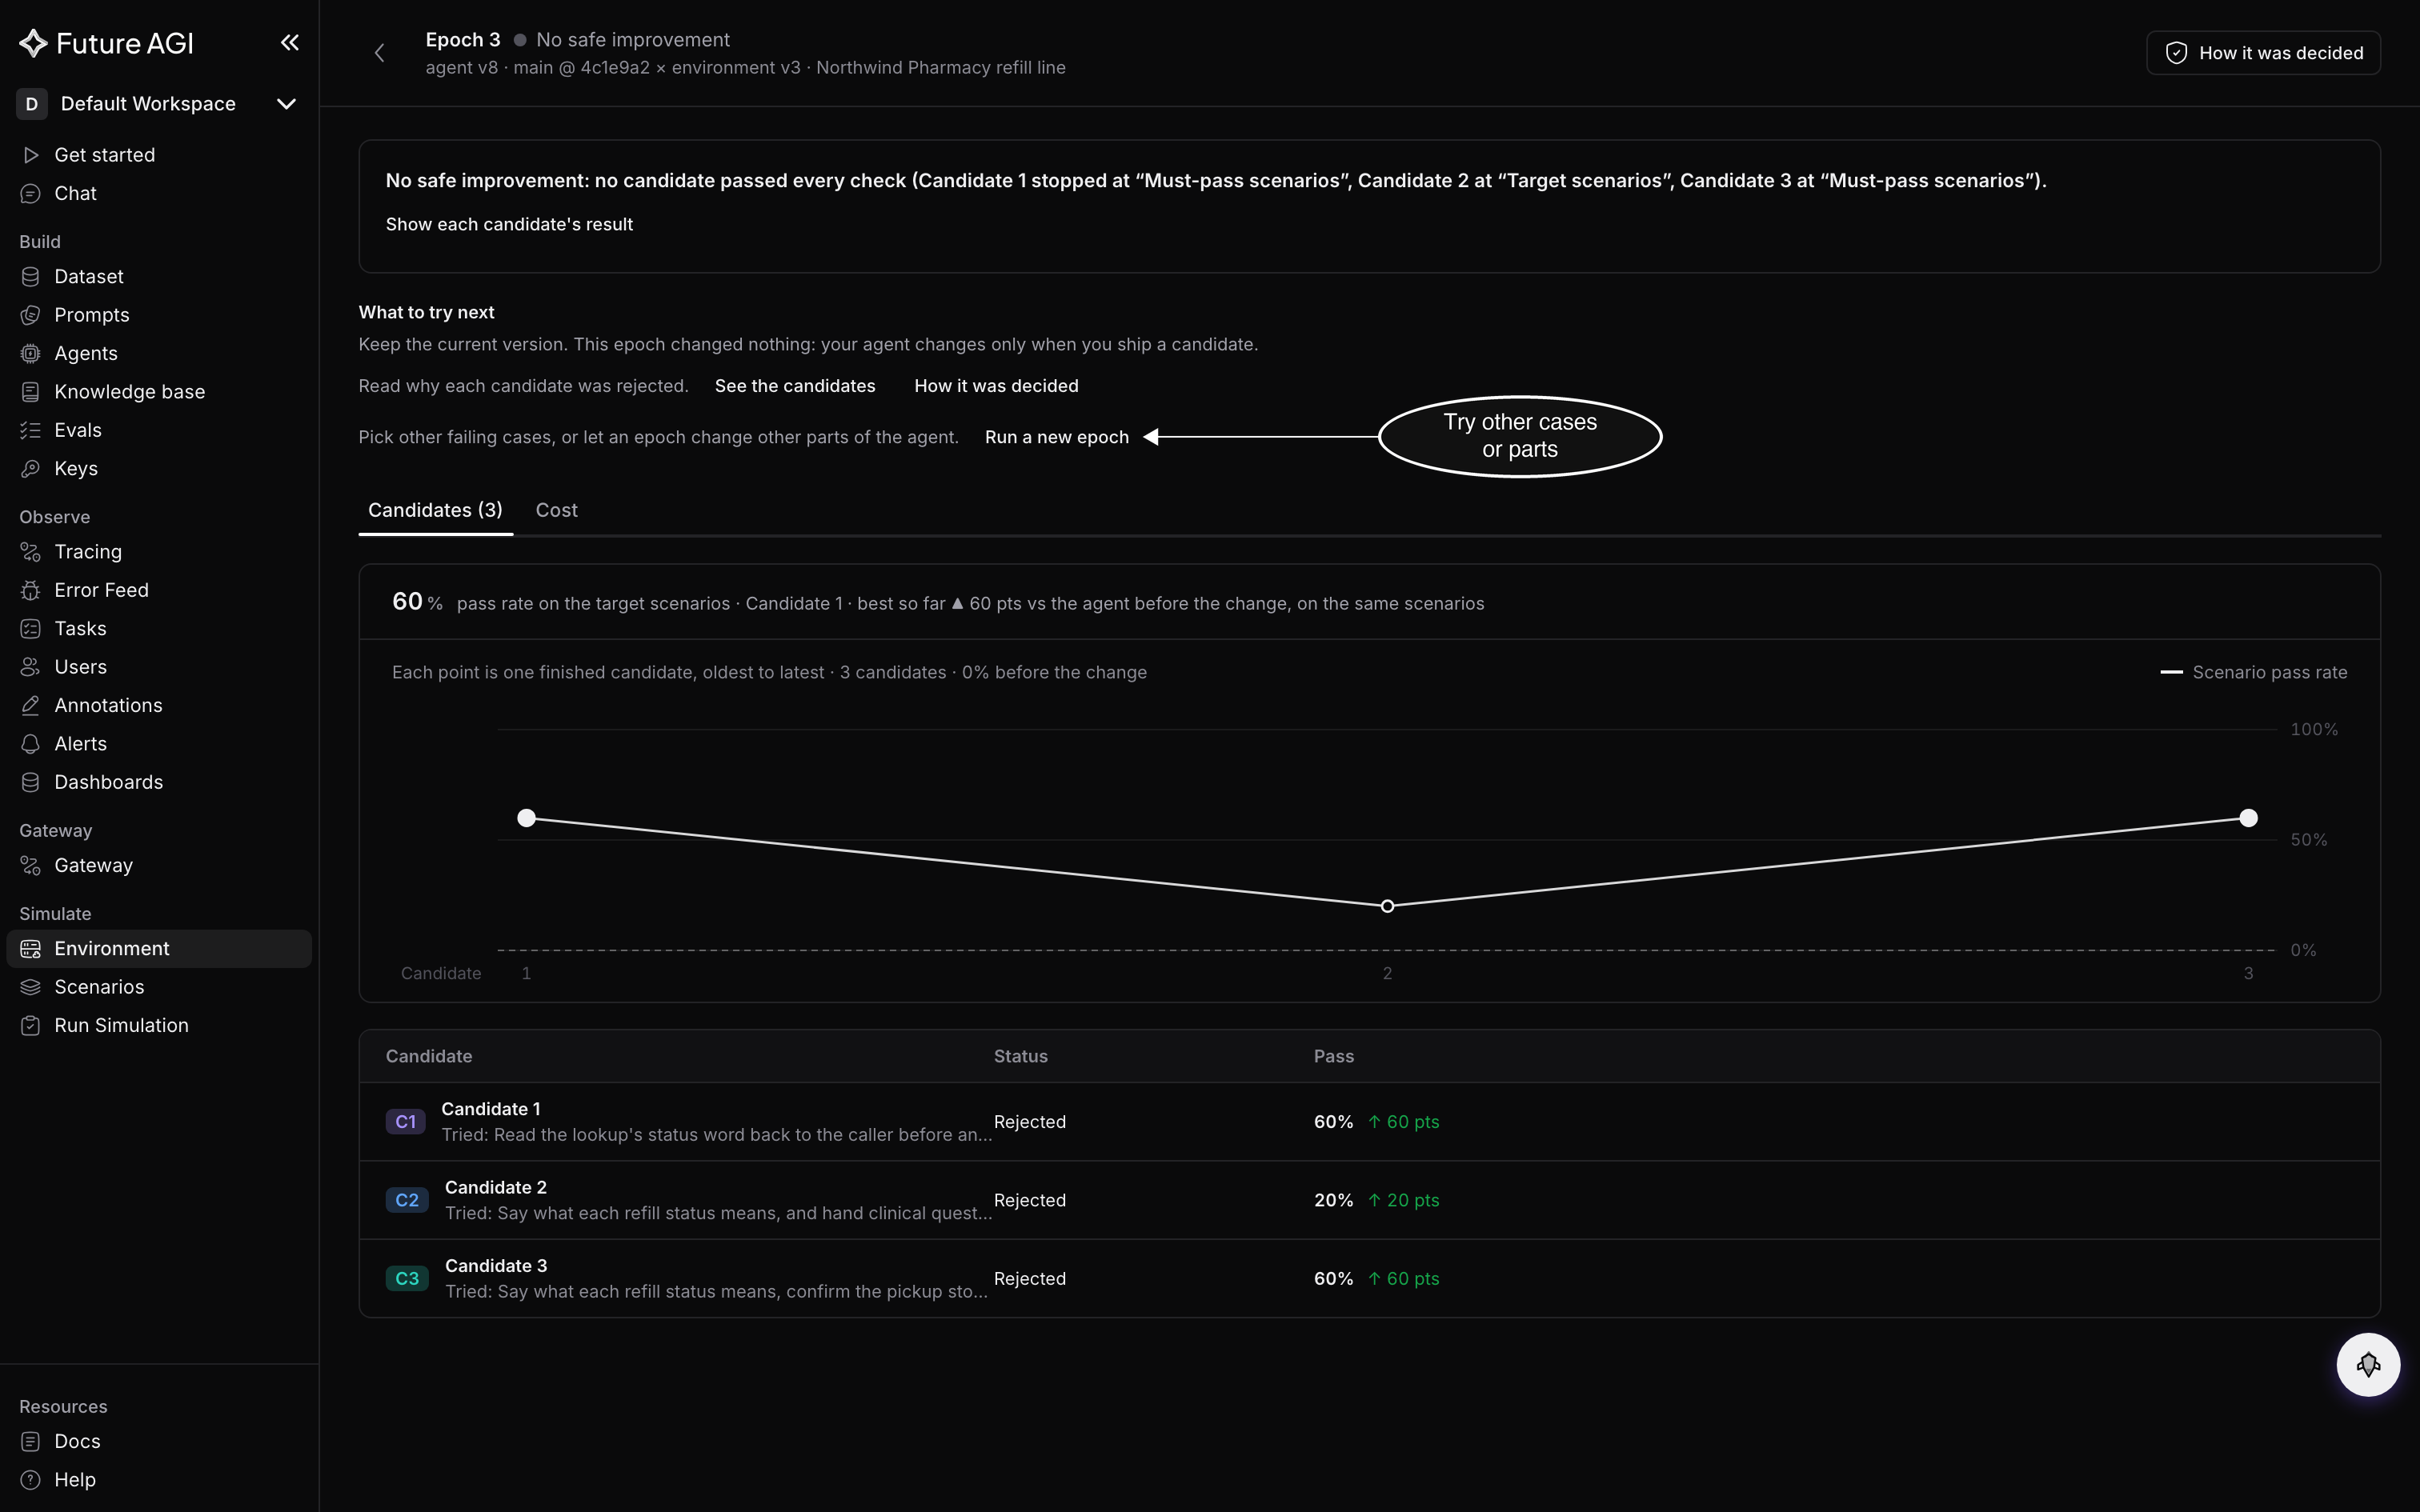 Future AGI
D Default Workspace
Get started
Chat
Build
Dataset
Prompts
Agents
Knowledge base
Evals
Keys
Observe
Tracing
Error Feed
Tasks
Users
Annotations
Alerts
Dashboards
Gateway
Gateway
Simulate
Environment
Scenarios
Run Simulation
Resources
Docs
Help
Epoch 3 No safe improvement
agent v8 · main @ 4c1e9a2 × environment v3 · Northwind Pharmacy refill line
How it was decided
No safe improvement: no candidate passed every check (Candidate 1 stopped at “Must-pass scenarios”, Candidate 2 at “Target scenarios”, Candidate 3 at “Must-pass scenarios”).
Show each candidate's result
What to try next
Keep the current version. This epoch changed nothing: your agent changes only when you ship a candidate.
Read why each candidate was rejected. See the candidates How it was decided
Pick other failing cases, or let an epoch change other parts of the agent. Run a new epoch
Try other cases
or parts
Candidates (3) Cost
60 % pass rate on the target scenarios · Candidate 1 · best so far ▲ 60 pts vs the agent before the change, on the same scenarios
Each point is one finished candidate, oldest to latest · 3 candidates · 0% before the change
Scenario pass rate
100%
50%
0%
Candidate 1 2 3
Candidate Status Pass
C1 Candidate 1
Tried: Read the lookup's status word back to the caller before an...
Rejected 60% ↑ 60 pts
C2 Candidate 2
Tried: Say what each refill status means, and hand clinical quest...
Rejected 20% ↑ 20 pts
C3 Candidate 3
Tried: Say what each refill status means, confirm the pickup sto...
Rejected 60% ↑ 60 pts